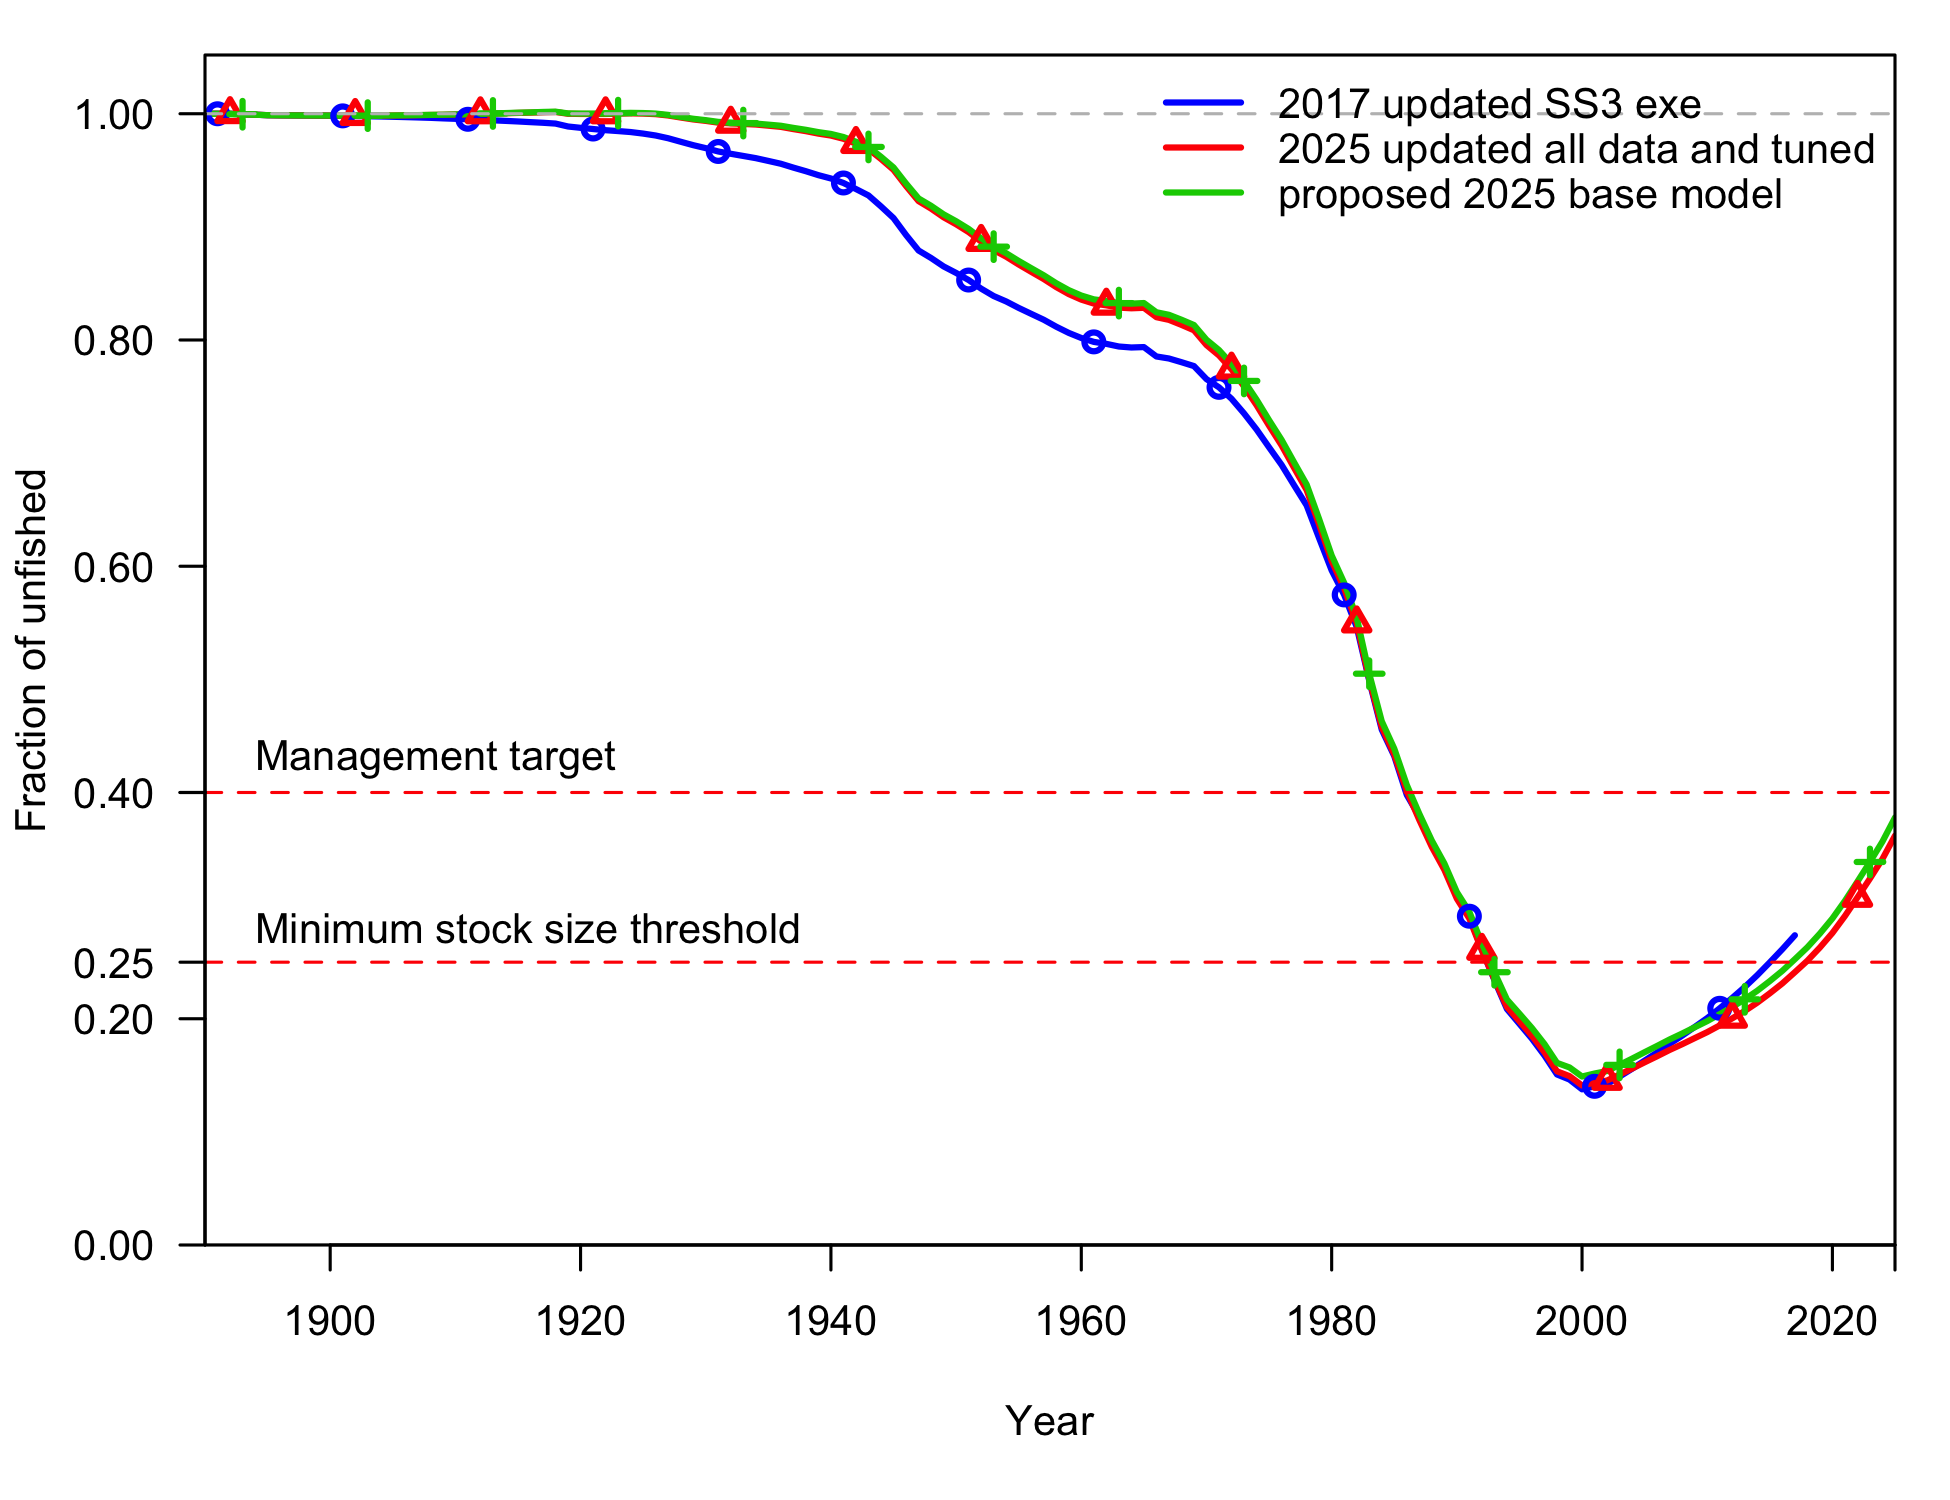 2017 updated SS3 exe
2025 updated all data and tuned
proposed 2025 base model
1.00
0.80
0.60
0.40
0.25
0.20
0.00
Fraction of unfished
Management target
Minimum stock size threshold
1900 1920 1940 1960 1980 2000 2020
Year